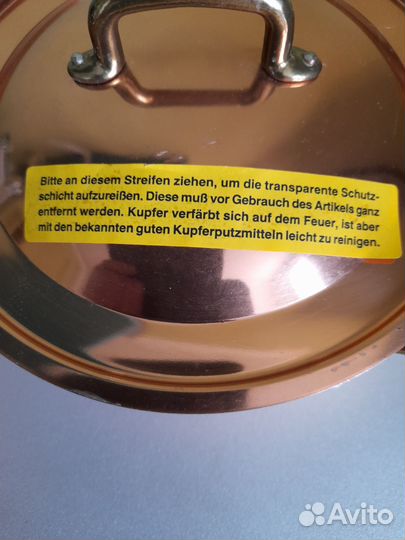 Bitte an diesem Streifen ziehen, um die transparente Schutz-
schicht aufzureißen. Diese muß vor Gebrauch des Artikels ganz
entfernt werden. Kupfer verfärbt sich auf dem Feuer, ist aber
mit den bekannten guten Kupferputzmitteln leicht zu reinigen.
Avito